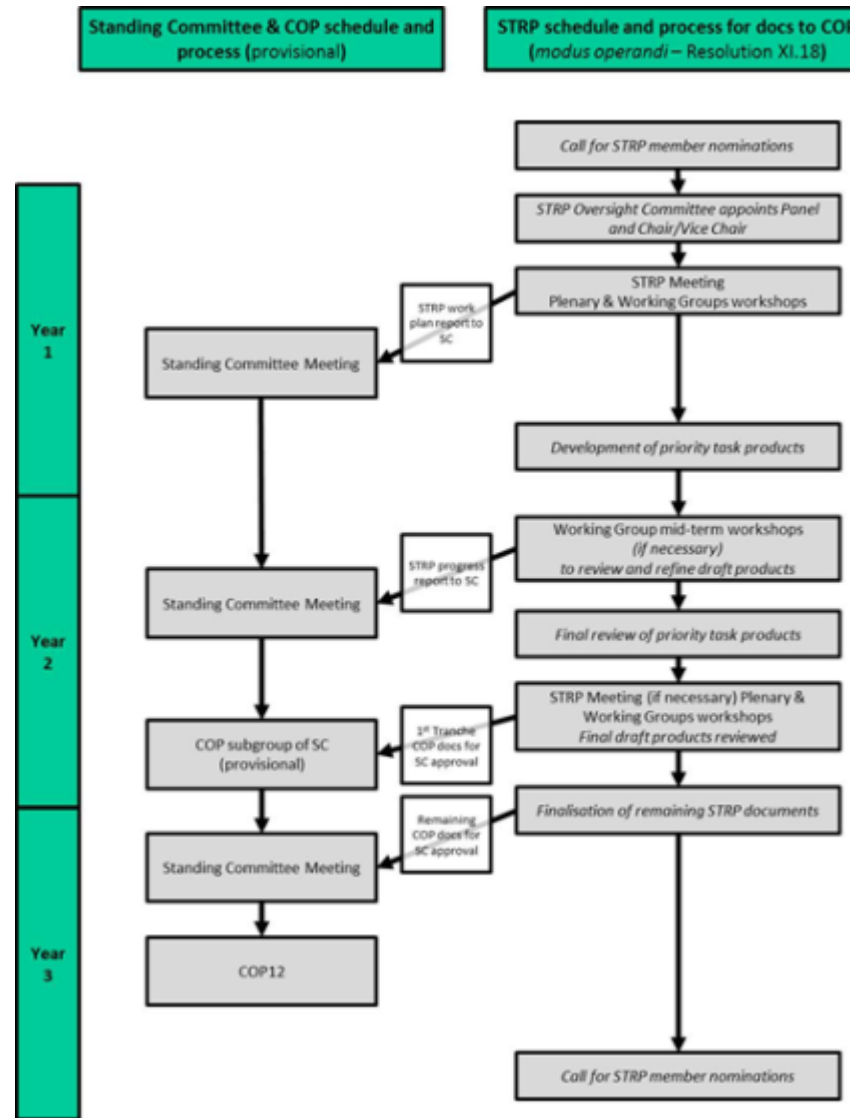 Standing Committee & COP schedule and
process (provisional)
STRP schedule and process for docs to COP
(modus operandi – Resolution XI.18)
Call for STRP member nominations
STRP Oversight Committee appoints Panel
and Chair/Vice Chair
STRP Meeting
Plenary & Working Groups workshops
STRP work
plan report to
SC
Year
1
Standing Committee Meeting
Development of priority task products
Working Group mid-term workshops
(if necessary)
to review and refine draft products
STRP progress
report to SC
Standing Committee Meeting
Year
2
Final review of priority task products
STRP Meeting (if necessary) Plenary &
Working Groups workshops
Final draft products reviewed
1st Tranche
COP docs for
SC approval
COP subgroup of SC
(provisional)
Finalisation of remaining STRP documents
Remaining
COP docs for
SC approval
Standing Committee Meeting
Year
3
COP12
Call for STRP member nominations